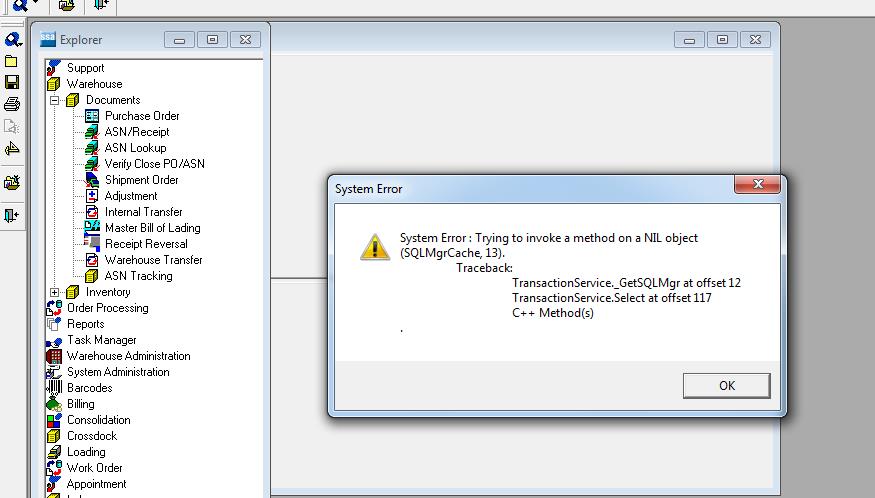 ssa Explorer
Support
Warehouse
Documents
Purchase Order
ASN/Receipt
ASN Lookup
Verify Close PO/ASN
Shipment Order
Adjustment
Internal Transfer
Master Bill of Lading
Receipt Reversal
Warehouse Transfer
ASN Tracking
Inventory
Order Processing
Reports
Task Manager
Warehouse Administration
System Administration
Barcodes
Billing
Consolidation
Crossdock
Loading
Work Order
Appointment
System Error
System Error : Trying to invoke a method on a NIL object
(SQLMgrCache, 13).
Traceback:
TransactionService._GetSQLMgr at offset 12
TransactionService.Select at offset 117
C++ Method(s)
.
OK